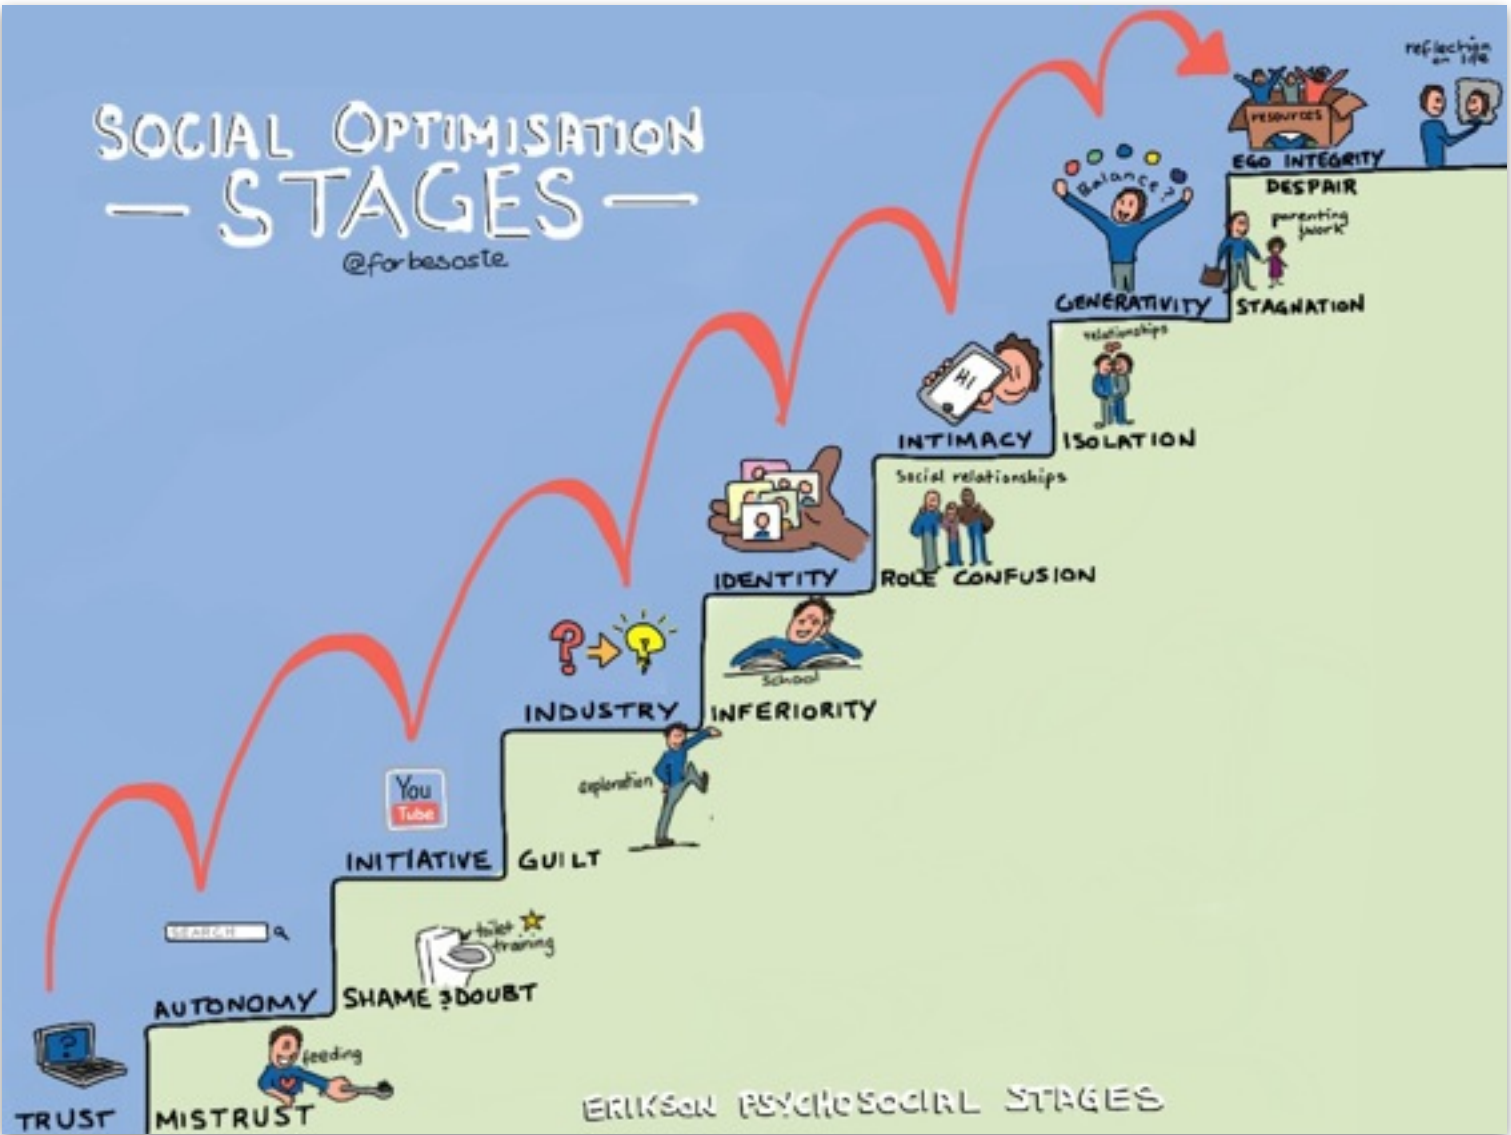 SOCIAL OPTIMISATION
— STAGES —
@forbesoste
reflection
on life
RESOURCES
EGO INTEGRITY
DESPAIR
Balance?
parenting
work
GENERATIVITY
STAGNATION
relationships
HI
INTIMACY
ISOLATION
Social relationships
IDENTITY
ROLE CONFUSION
?
school
INDUSTRY
INFERIORITY
exploration
You
Tube
INITIATIVE
GUILT
SEARCH
toilet
training
AUTONOMY
SHAME & DOUBT
?
feeding
TRUST
MISTRUST
ERIKSON PSYCHOSOCIAL STAGES